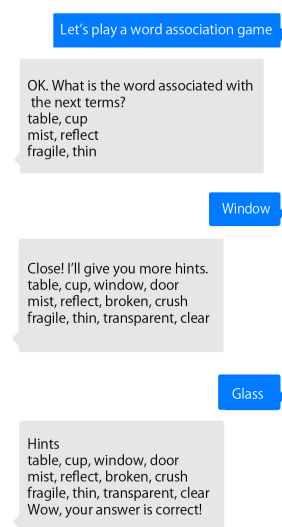 Let's play a word association game
OK. What is the word associated with
the next terms?
table, cup
mist, reflect
fragile, thin
Window
Close! I'll give you more hints.
table, cup, window, door
mist, reflect, broken, crush
fragile, thin, transparent, clear
Glass
Hints
table, cup, window, door
mist, reflect, broken, crush
fragile, thin, transparent, clear
Wow, your answer is correct!